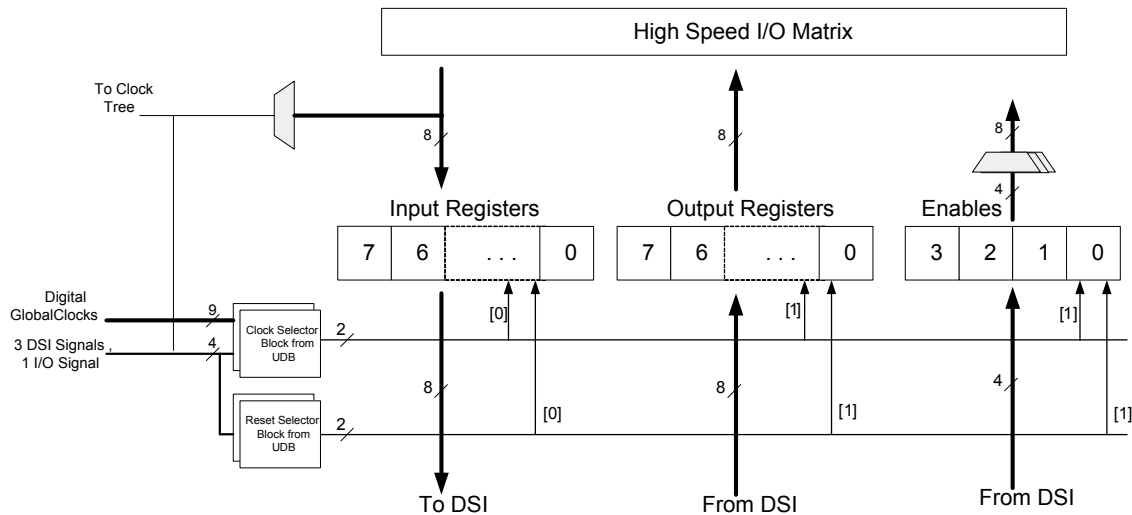 High Speed I/O Matrix
To Clock
Tree
8
8
8
4
Input Registers
Output Registers
Enables
7 6 . . . 0
7 6 . . . 0
3 2 1 0
Digital
GlobalClocks
9
3 DSI Signals ,
1 I/O Signal
4
Clock Selector
Block from
UDB
2
[0]
[1]
[1]
Reset Selector
Block from
UDB
2
8
[0]
8
[1]
4
[1]
To DSI
From DSI
From DSI